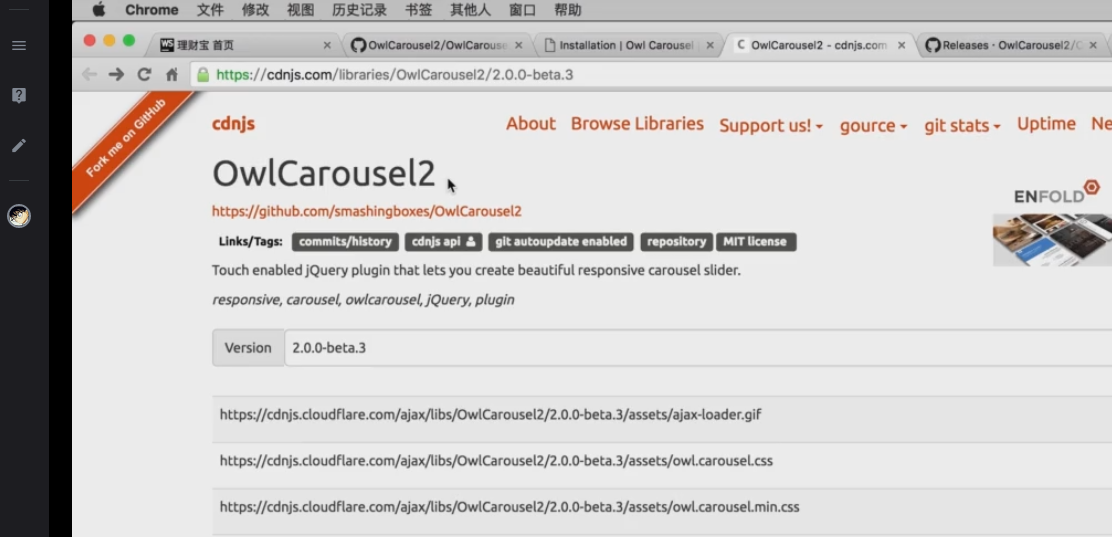 Chrome 文件 修改 视图 历史记录 书签 其他人 窗口 帮助
理财宝 首页 OwlCarousel2/OwlCarouse Installation | Owl Carousel OwlCarousel2 - cdnjs.com Releases · OwlCarousel2/
https://cdnjs.com/libraries/OwlCarousel2/2.0.0-beta.3
Fork me on GitHub
cdnjs About Browse Libraries Support us! gource git stats Uptime Ne
OwlCarousel2
ENFOLD
https://github.com/smashingboxes/OwlCarousel2
Links/Tags: commits/history cdnjs api git autoupdate enabled repository MIT license
Touch enabled jQuery plugin that lets you create beautiful responsive carousel slider.
responsive, carousel, owlcarousel, jQuery, plugin
Version 2.0.0-beta.3
https://cdnjs.cloudflare.com/ajax/libs/OwlCarousel2/2.0.0-beta.3/assets/ajax-loader.gif
https://cdnjs.cloudflare.com/ajax/libs/OwlCarousel2/2.0.0-beta.3/assets/owl.carousel.css
https://cdnjs.cloudflare.com/ajax/libs/OwlCarousel2/2.0.0-beta.3/assets/owl.carousel.min.css